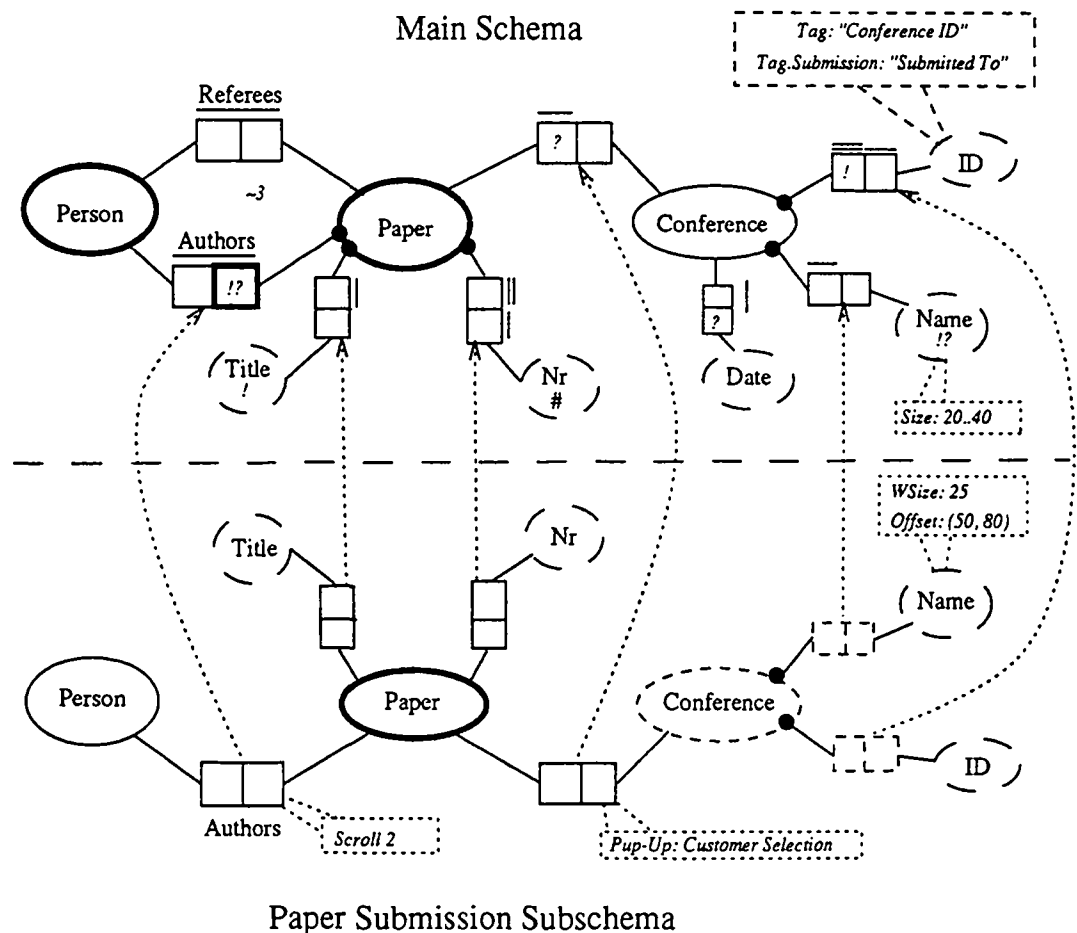 Main Schema
Tag: "Conference ID"
Tag.Submission: "Submitted To"
Referees
?
!
ID
Person
~3
Paper
Conference
Authors
!?
?
Title
!
Nr
#
Date
Name
!?
Size: 20..40
WSize: 25
Offset: (50, 80)
Title
Nr
Name
Person
Paper
Conference
ID
Authors
Scroll 2
Pup-Up: Customer Selection
Paper Submission Subschema